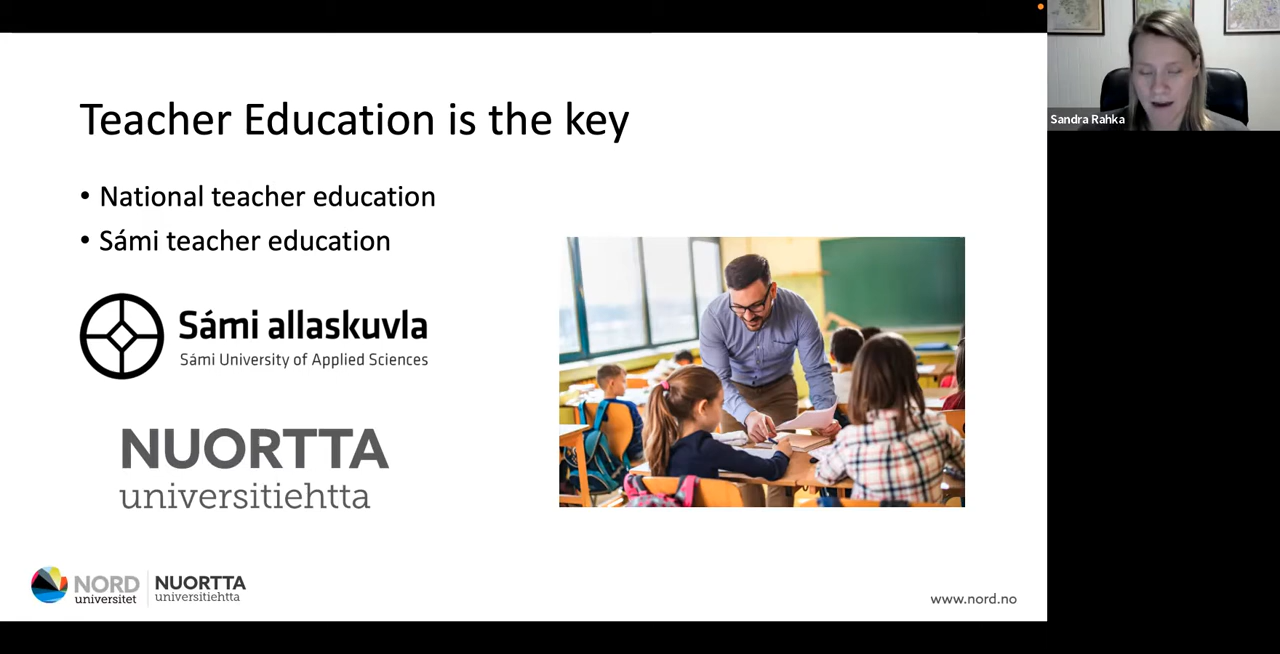 Teacher Education is the key
• National teacher education
• Sámi teacher education
Sámi allaskuvla
Sámi University of Applied Sciences
NUORTTA
universitiehtta
NORD
universitet
NUORTTA
universitiehtta
www.nord.no
Sandra Rahka